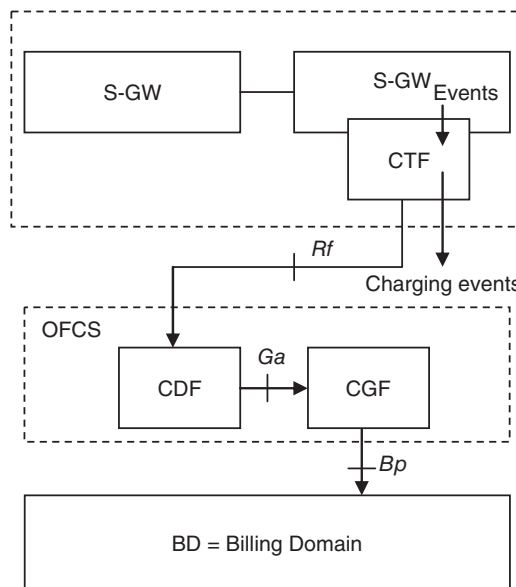 S-GW
S-GW
Events
CTF
Rf
Charging events
OFCS
CDF
Ga
CGF
Bp
BD = Billing Domain